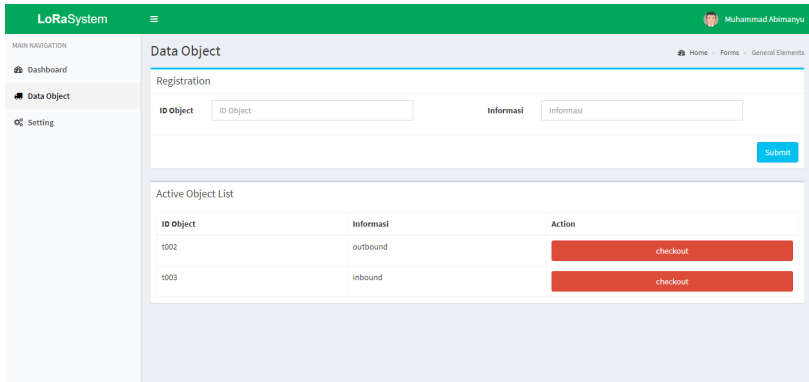 LoRaSystem
Muhammad Abimanyu
MAIN NAVIGATION
Dashboard
Data Object
Setting
Data Object
Home > Forms > General Elements
Registration
ID Object ID Object Informasi Informasi
Submit
Active Object List
ID Object Informasi Action
t002 outbound checkout
t003 inbound checkout